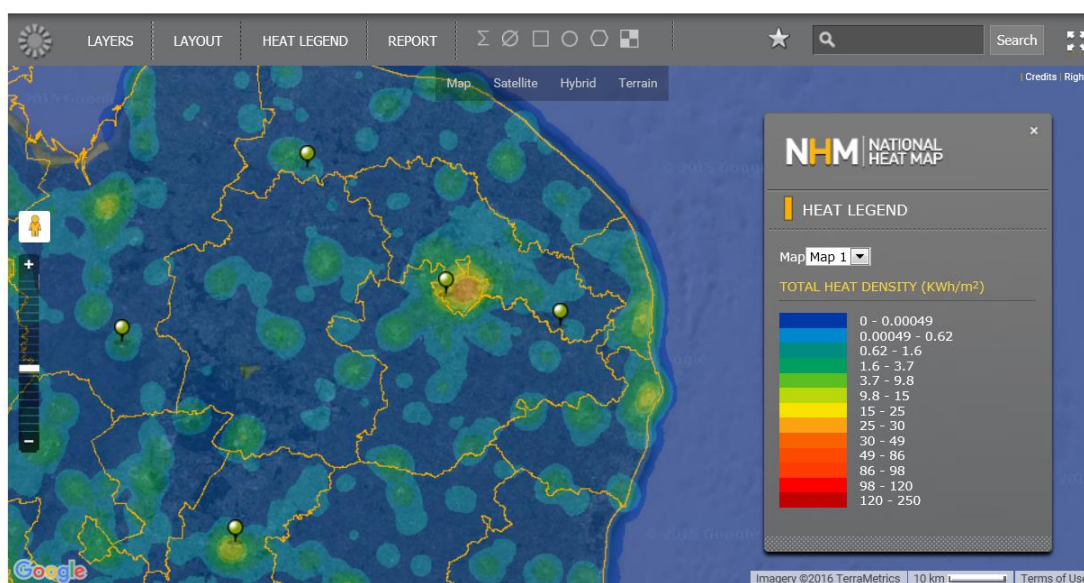 LAYERS LAYOUT HEAT LEGEND REPORT Σ Search
Map Satellite Hybrid Terrain
Credits | Righ
NHM NATIONAL
HEAT MAP
×
HEAT LEGEND
Map Map 1
TOTAL HEAT DENSITY (KWh/m²)
0 - 0.00049
0.00049 - 0.62
0.62 - 1.6
1.6 - 3.7
3.7 - 9.8
9.8 - 15
15 - 25
25 - 30
30 - 49
49 - 86
86 - 98
98 - 120
120 - 250
+
−
Google
Imagery ©2016 TerraMetrics 10 km Terms of Use